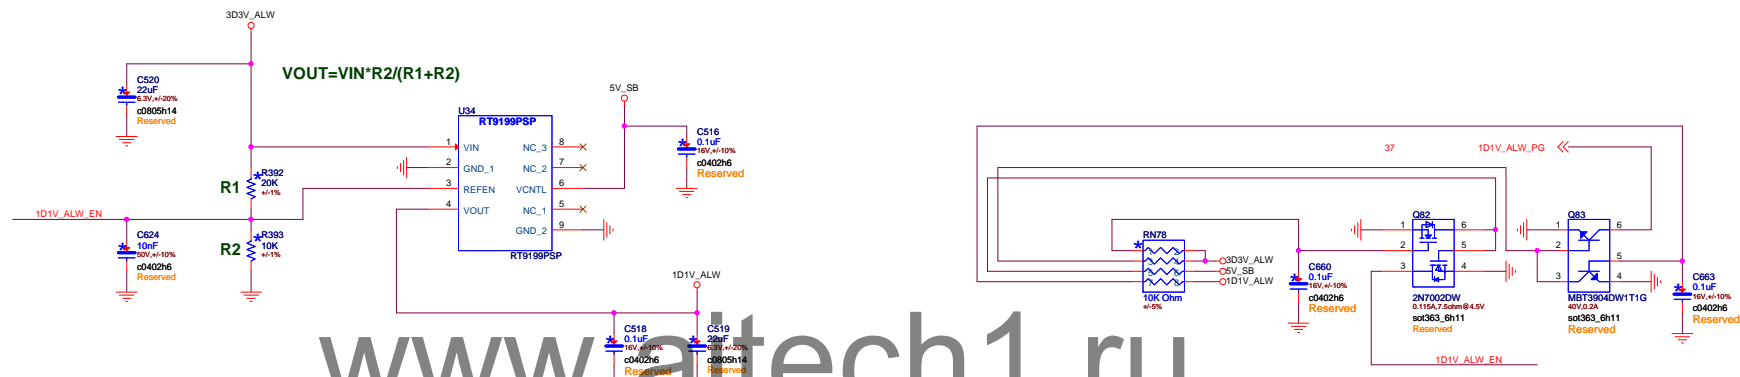 3D3V_ALW
VOUT=VIN*R2/(R1+R2)
C520
22uF
6.3V,+/-20%
c0805h14
Reserved
5V_SB
U34
RT9199PSP
1 VIN NC_3 8
2 GND_1 NC_2 7
3 REFEN VCNTL 6
4 VOUT NC_1 5
GND_2 9
RT9199PSP
C516
0.1uF
16V,+/-10%
c0402h6
Reserved
R1
R392
20K
+/-1%
1D1V_ALW_EN
R2
R393
10K
+/-1%
C624
10nF
50V,+/-10%
c0402h6
Reserved
1D1V_ALW
C518
0.1uF
16V,+/-10%
c0402h6
Reserved
C519
22uF
6.3V,+/-20%
c0805h14
Reserved
37 1D1V_ALW_PG
RN78
3D3V_ALW
5V_SB
1D1V_ALW
10K Ohm
+/-5%
C660
0.1uF
16V,+/-10%
c0402h6
Reserved
Q82
1 6
2 5
3 4
2N7002DW
0.115A,7.5ohm@4.5V
sot363_6h11
Reserved
Q83
1 6
2 5
3 4
MBT3904DW1T1G
40V,0.2A
sot363_6h11
Reserved
C663
0.1uF
16V,+/-10%
c0402h6
Reserved
1D1V_ALW_EN
www.aitech1.ru